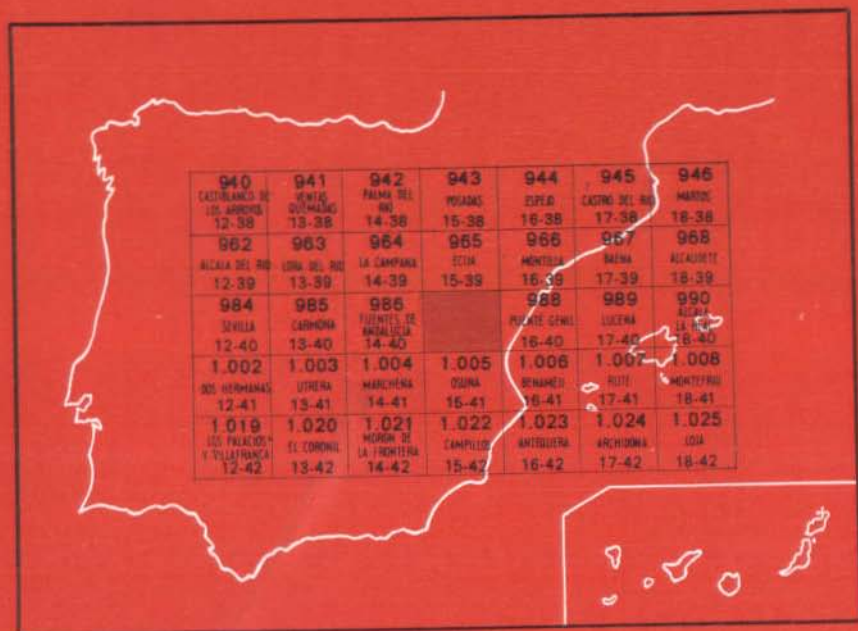 940 941 942 943 944 945 946
CASTIBLANCO DE LOS ARROYOS VENTAS QUEMADAS PALMA DEL RIO POSADAS ESPEJO CASTRO DEL RIO MARTOS
12-38 13-38 14-38 15-38 16-38 17-38 18-38
962 963 964 965 966 967 968
ALCALA DEL RIO LORA DEL RIO LA CAMPANA ECIJA MONTILLA BAENA ALCAUDETE
12-39 13-39 14-39 15-39 16-39 17-39 18-39
984 985 986 988 989 990
SEVILLA CARMONA FUENTES DE ANDALUCIA PUENTE GENIL LUCENA ALCALA LA REAL
12-40 13-40 14-40 16-40 17-40 18-40
1.002 1.003 1.004 1.005 1.006 1.007 1.008
DOS HERMANAS UTRERA MARCHENA OSUNA BENAMEJI RUTE MONTEFRIO
12-41 13-41 14-41 15-41 16-41 17-41 18-41
1.019 1.020 1.021 1.022 1.023 1.024 1.025
LOS PALACIOS Y VILLAFRANCA EL CORONIL MORON DE LA FRONTERA CAMPILLOS ANTEQUERA ARCHIDONA LOJA
12-42 13-42 14-42 15-42 16-42 17-42 18-42